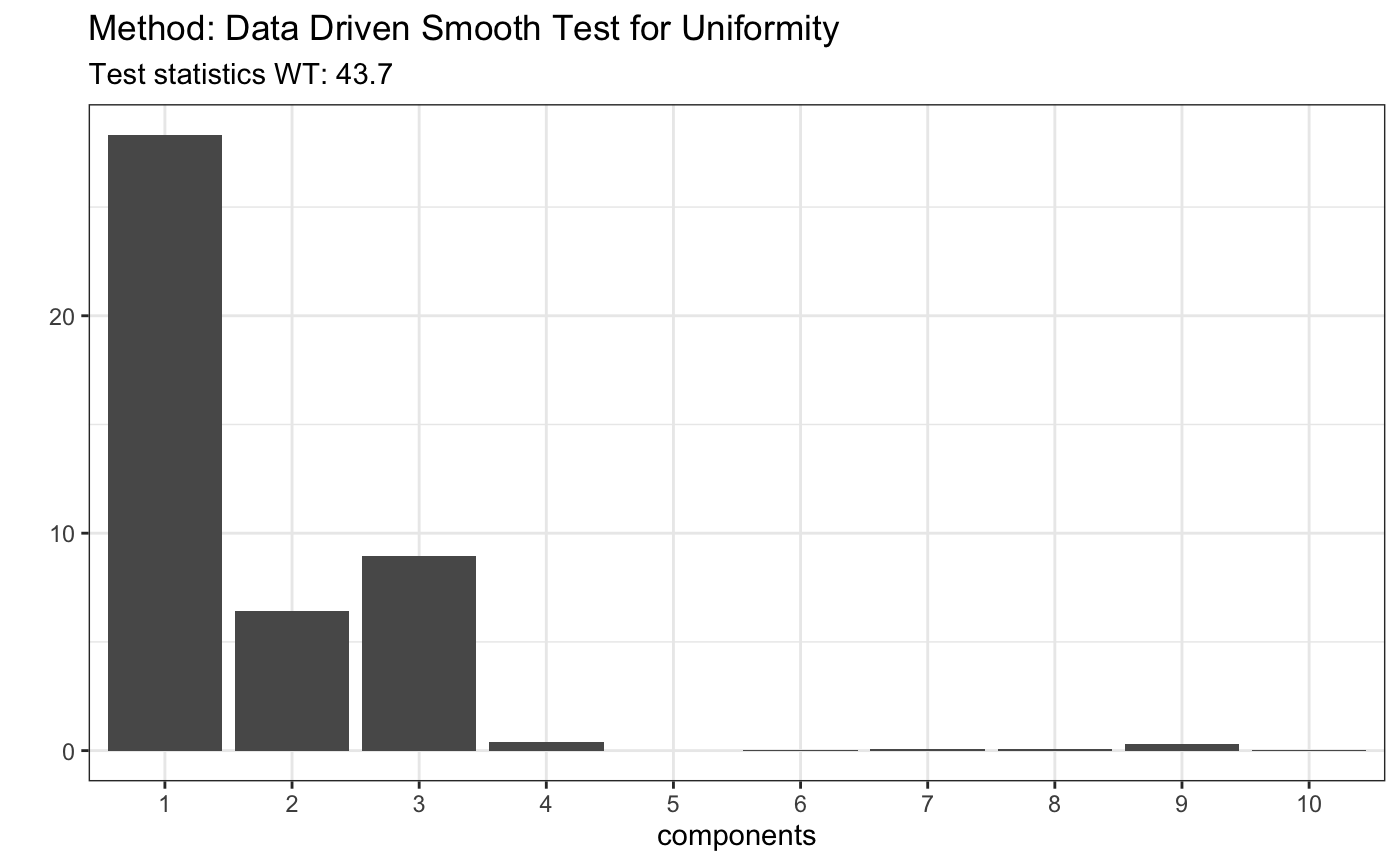 Method: Data Driven Smooth Test for Uniformity
Test statistics WT: 43.7
20
10
0
1 2 3 4 5 6 7 8 9 10
components